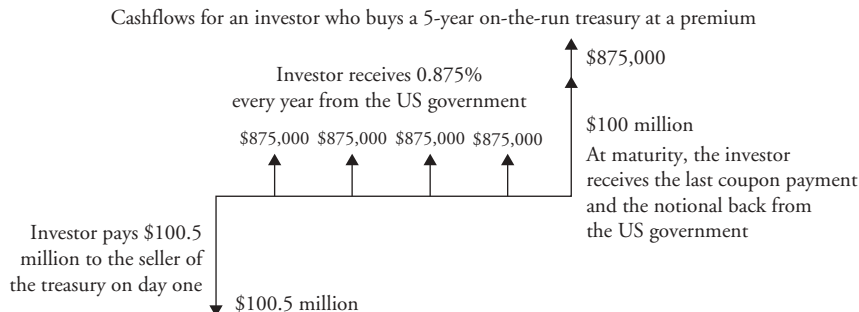 Cashflows for an investor who buys a 5-year on-the-run treasury at a premium
$875,000
Investor receives 0.875%
every year from the US government
$875,000 $875,000 $875,000 $875,000
$100 million
At maturity, the investor
receives the last coupon payment
and the notional back from
the US government
Investor pays $100.5
million to the seller of
the treasury on day one
$100.5 million